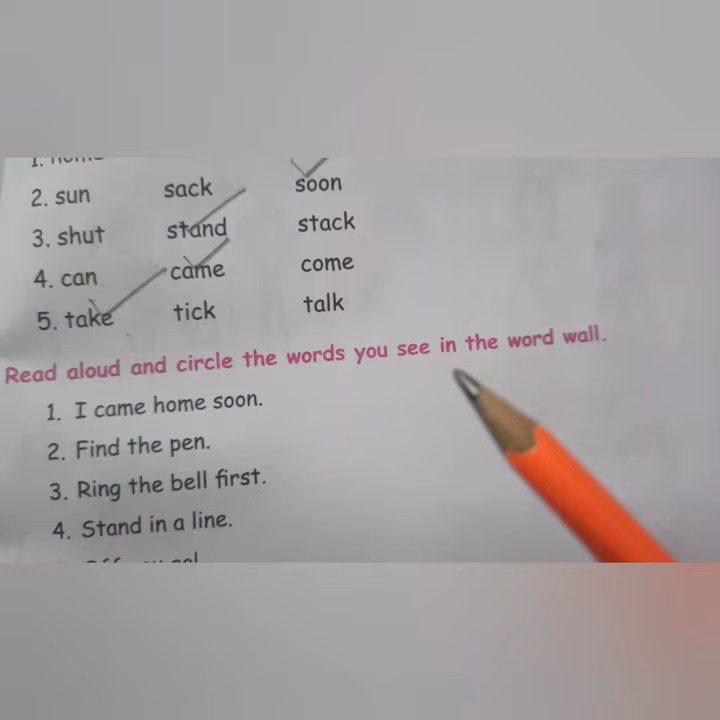 2. sun sack soon
3. shut stand stack
4. can came come
5. take tick talk
Read aloud and circle the words you see in the word wall.
1. I came home soon.
2. Find the pen.
3. Ring the bell first.
4. Stand in a line.